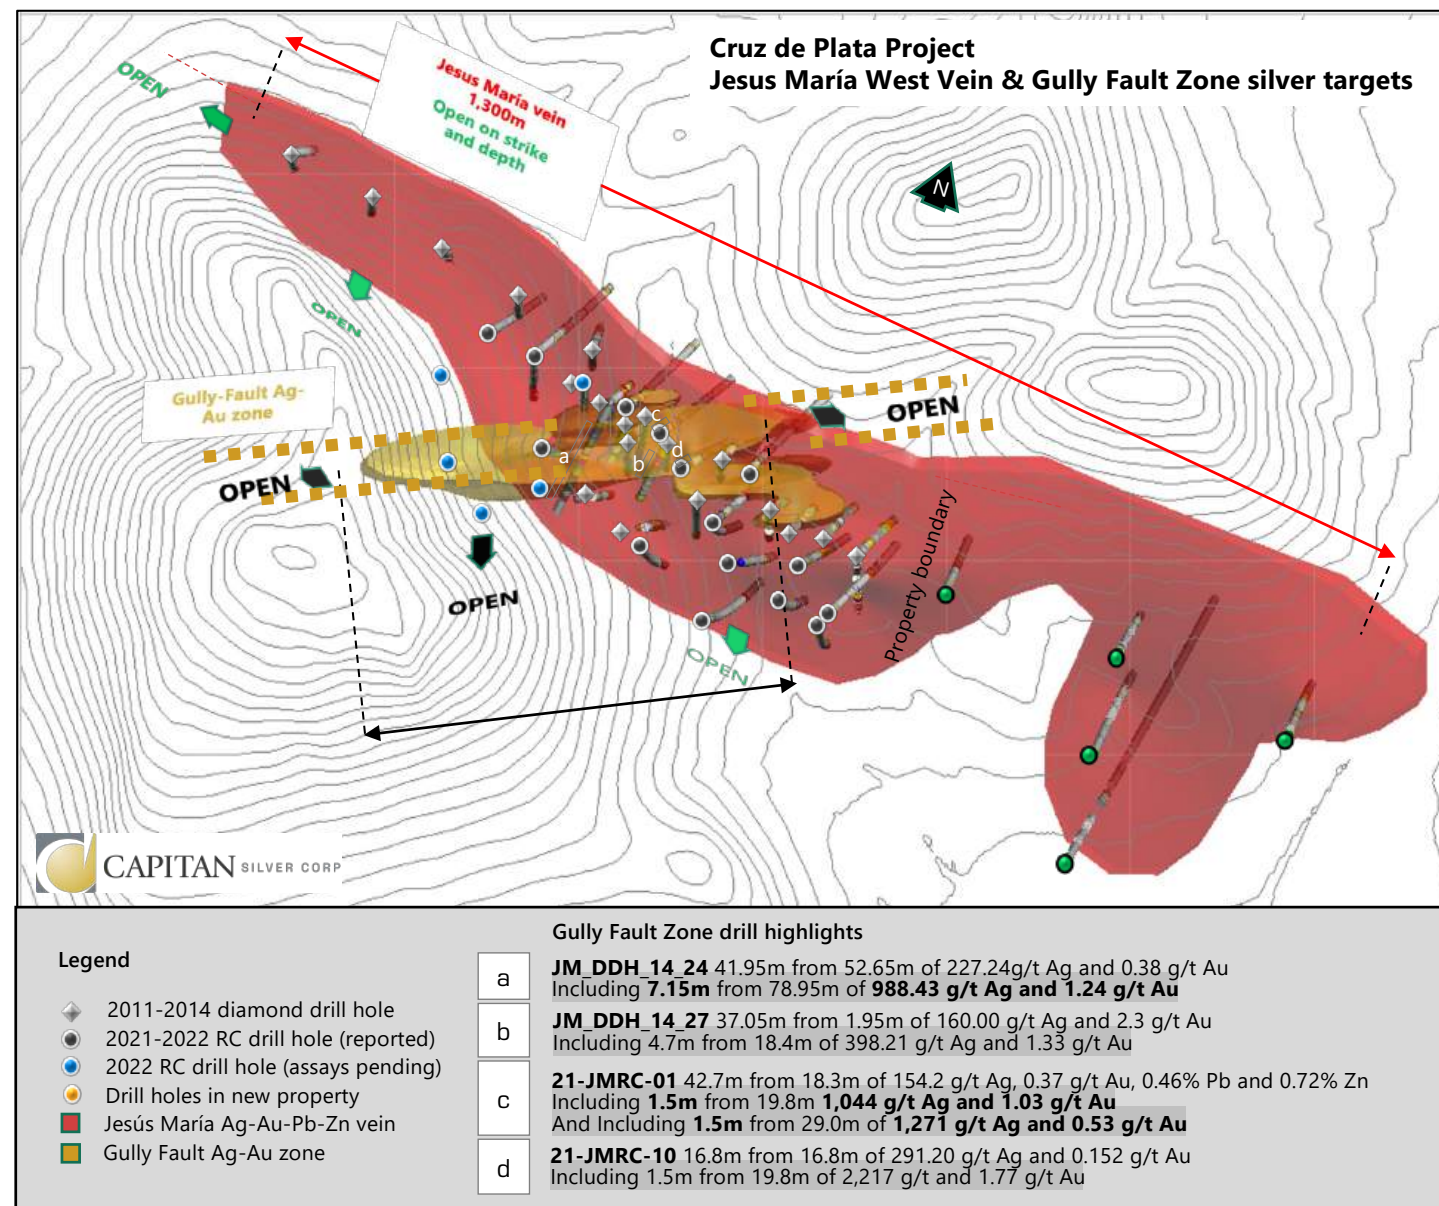 Cruz de Plata Project
Jesus María West Vein & Gully Fault Zone silver targets
OPEN
Jesus María vein
1,300m
Open on strike
and depth
N
OPEN
Gully-Fault Ag-
Au zone
OPEN
OPEN
a
b
c
d
OPEN
OPEN
Property boundary
CAPITAN SILVER CORP
Legend
2011-2014 diamond drill hole
2021-2022 RC drill hole (reported)
2022 RC drill hole (assays pending)
Drill holes in new property
Jesús María Ag-Au-Pb-Zn vein
Gully Fault Ag-Au zone
Gully Fault Zone drill highlights
a
JM_DDH_14_24 41.95m from 52.65m of 227.24g/t Ag and 0.38 g/t Au
Including 7.15m from 78.95m of 988.43 g/t Ag and 1.24 g/t Au
b
JM_DDH_14_27 37.05m from 1.95m of 160.00 g/t Ag and 2.3 g/t Au
Including 4.7m from 18.4m of 398.21 g/t Ag and 1.33 g/t Au
c
21-JMRC-01 42.7m from 18.3m of 154.2 g/t Ag, 0.37 g/t Au, 0.46% Pb and 0.72% Zn
Including 1.5m from 19.8m 1,044 g/t Ag and 1.03 g/t Au
And Including 1.5m from 29.0m of 1,271 g/t Ag and 0.53 g/t Au
d
21-JMRC-10 16.8m from 16.8m of 291.20 g/t Ag and 0.152 g/t Au
Including 1.5m from 19.8m of 2,217 g/t and 1.77 g/t Au